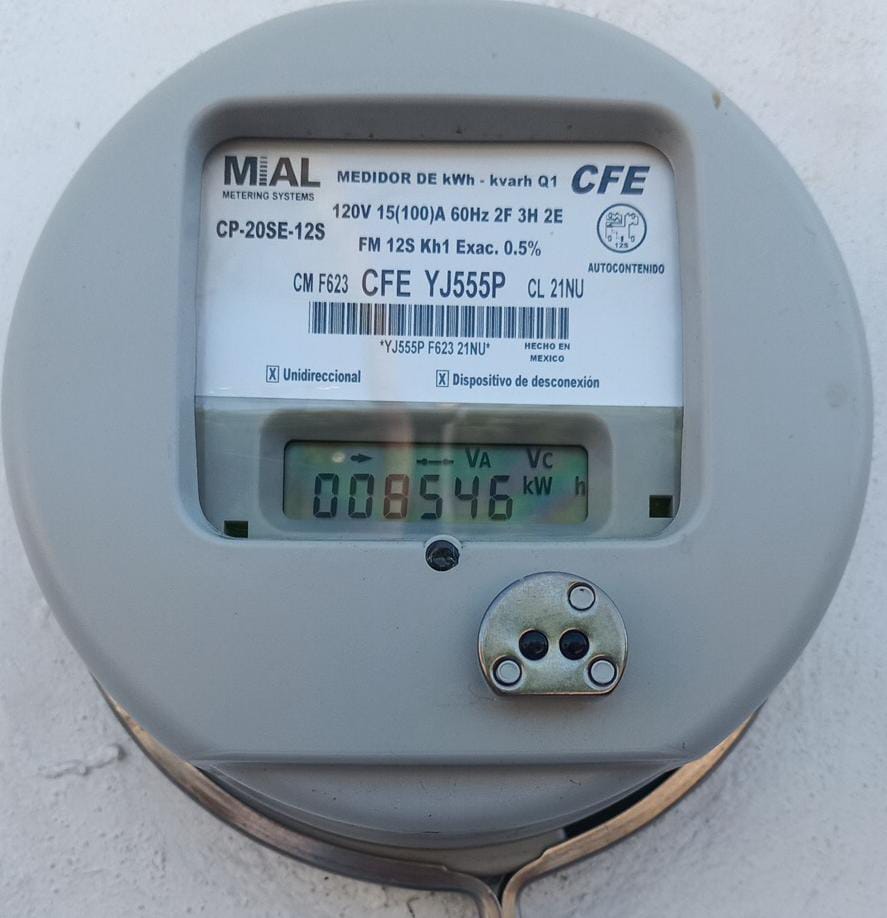 MIAL
METERING SYSTEMS
MEDIDOR DE kWh - kvarh Q1
CFE
120V 15(100)A 60Hz 2F 3H 2E
CP-20SE-12S
FM 12S Kh1 Exac. 0.5%
12S
AUTOCONTENIDO
CM F623 CFE YJ555P CL 21NU
*YJ555P F623 21NU*
HECHO EN
MEXICO
X Unidireccional
X Dispositivo de desconexión
VA VC
008546 kW h